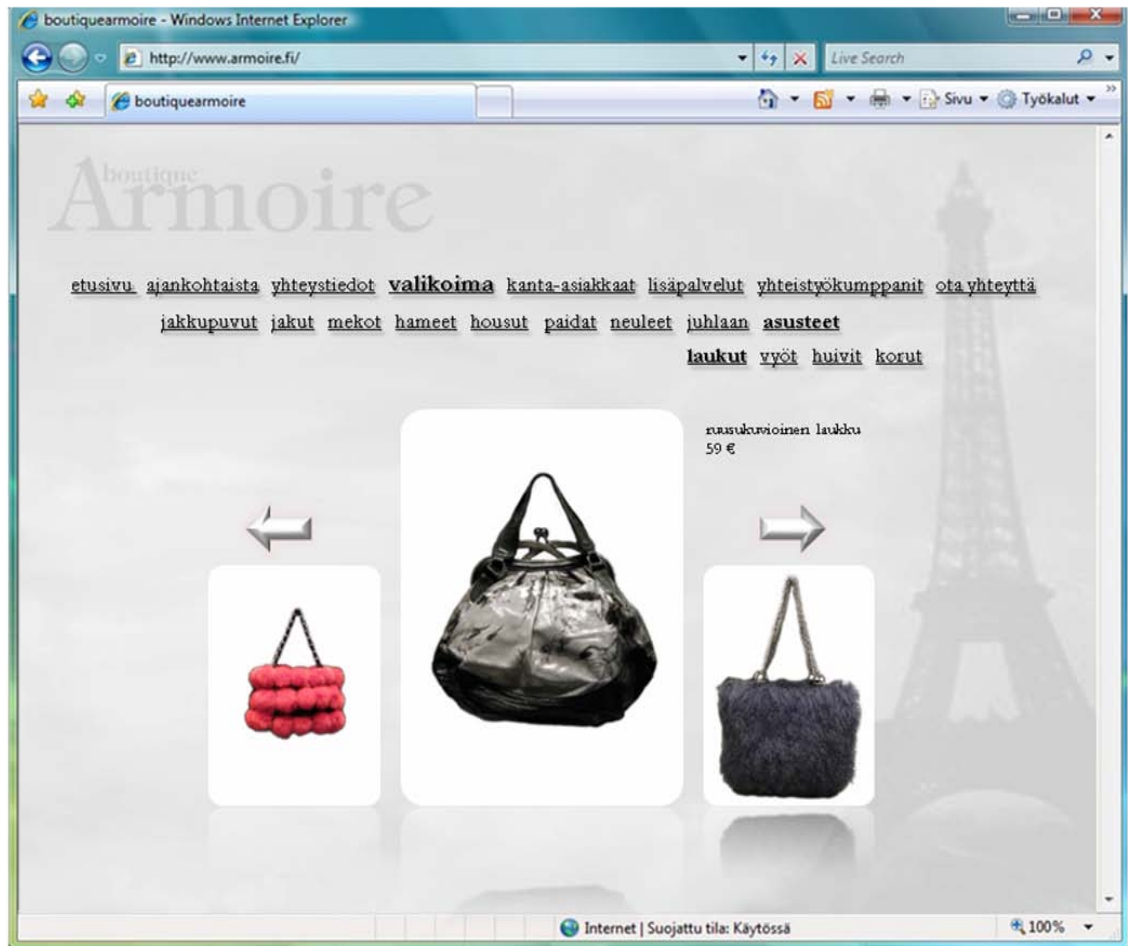 boutiquearmoire - Windows Internet Explorer
http://www.armoire.fi/
Live Search
boutiquearmoire
Sivu
Työkalut
boutique
Armoire
etusivu ajankohtaista yhteystiedot valikoima kanta-asiakkaat lisäpalvelut yhteistyökumppanit ota yhteyttä
jakkupuvut jakut mekot hameet housut paidat neuleet juhlaan asusteet
laukut vyöt huivit korut
ruusukuvioinen laukku
59 €
Internet | Suojattu tila: Käytössä
100%